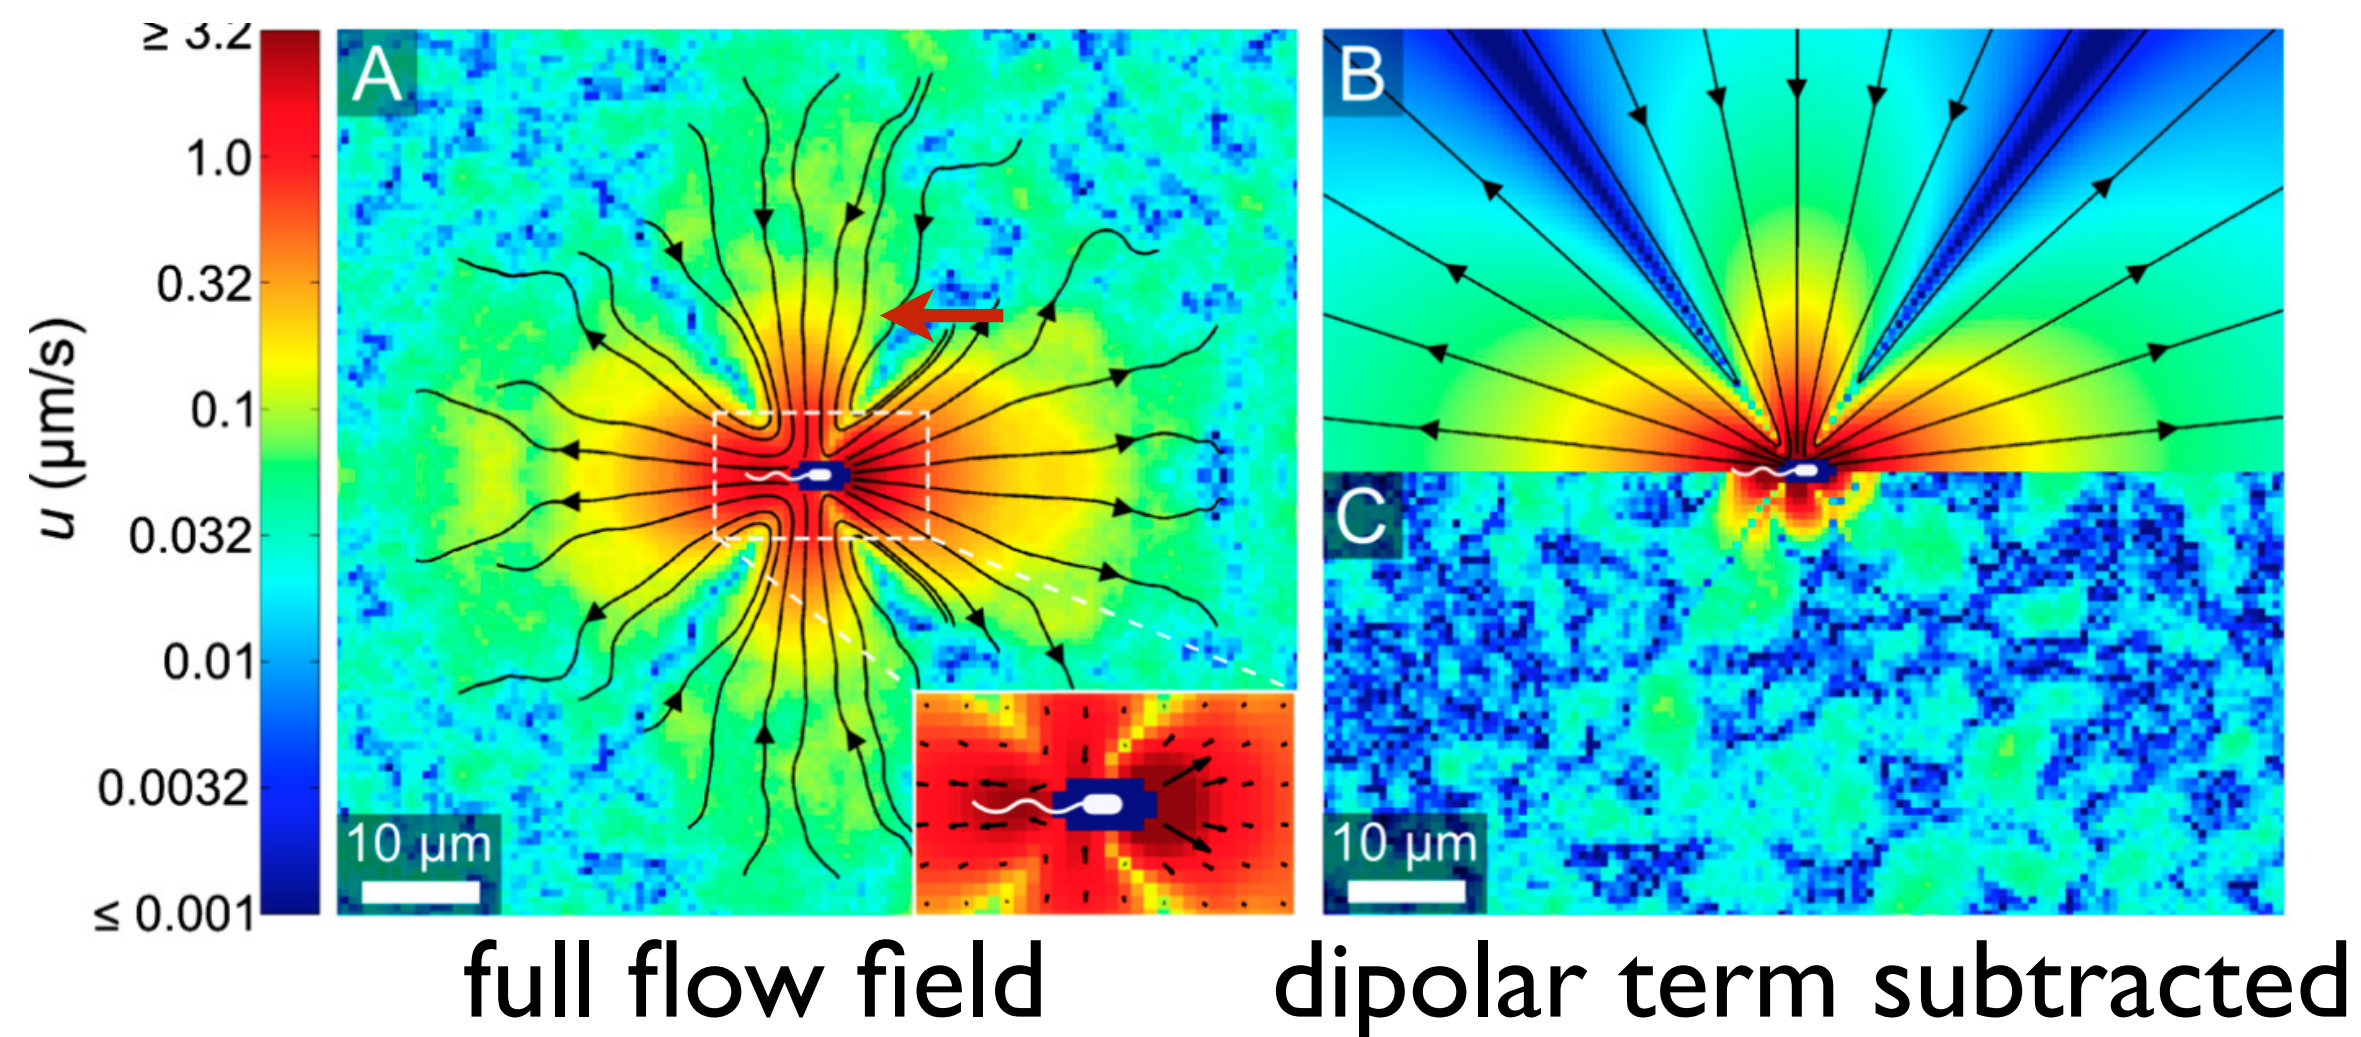 ≥ 3.2
1.0
0.32
0.1
0.032
0.01
0.0032
≤ 0.001
u (μm/s)
A
10 μm
B
C
10 μm
full flow field
dipolar term subtracted